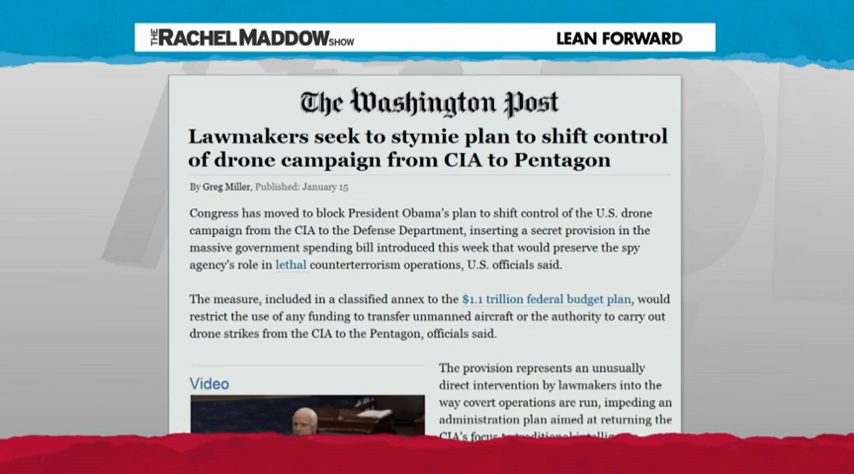 THE RACHEL MADDOW SHOW
LEAN FORWARD
The Washington Post
Lawmakers seek to stymie plan to shift control
of drone campaign from CIA to Pentagon
By Greg Miller, Published: January 15
Congress has moved to block President Obama's plan to shift control of the U.S. drone
campaign from the CIA to the Defense Department, inserting a secret provision in the
massive government spending bill introduced this week that would preserve the spy
agency's role in lethal counterterrorism operations, U.S. officials said.
The measure, included in a classified annex to the $1.1 trillion federal budget plan, would
restrict the use of any funding to transfer unmanned aircraft or the authority to carry out
drone strikes from the CIA to the Pentagon, officials said.
Video
The provision represents an unusually
direct intervention by lawmakers into the
way covert operations are run, impeding an
administration plan aimed at returning the
CIA's focus to traditional